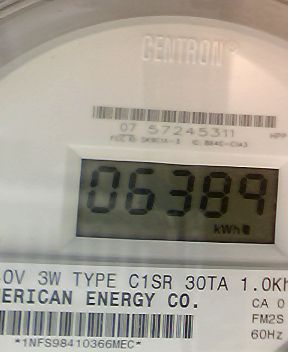 CENTRON®
07 57245311
06389
kWh
0V 3W TYPE C1SR 30TA 1.0Kh
ERICAN ENERGY CO.
CA 0
FM2S
60Hz
*1NFS98410366MEC*